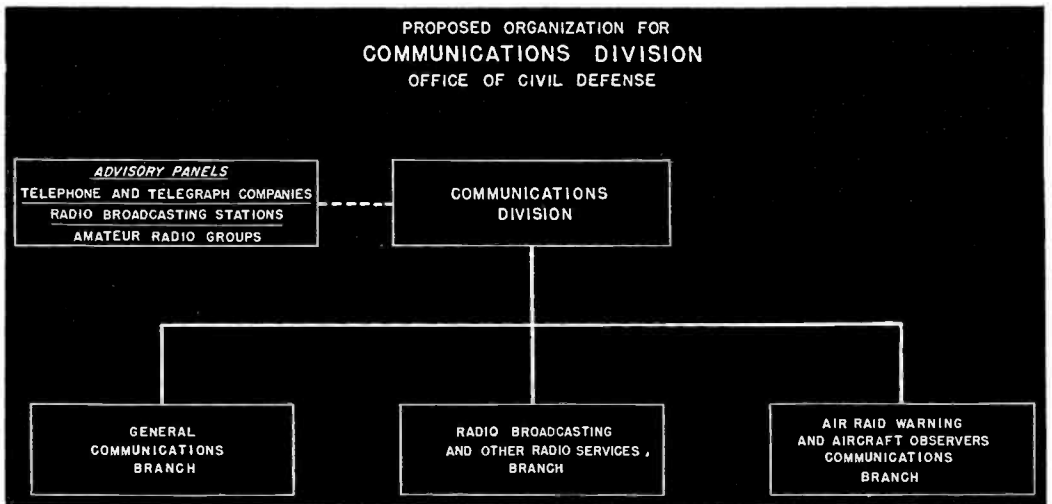 PROPOSED ORGANIZATION FOR
COMMUNICATIONS DIVISION
OFFICE OF CIVIL DEFENSE
ADVISORY PANELS
TELEPHONE AND TELEGRAPH COMPANIES
RADIO BROADCASTING STATIONS
AMATEUR RADIO GROUPS
COMMUNICATIONS
DIVISION
GENERAL
COMMUNICATIONS
BRANCH
RADIO BROADCASTING
AND OTHER RADIO SERVICES,
BRANCH
AIR RAID WARNING
AND AIRCRAFT OBSERVERS
COMMUNICATIONS
BRANCH